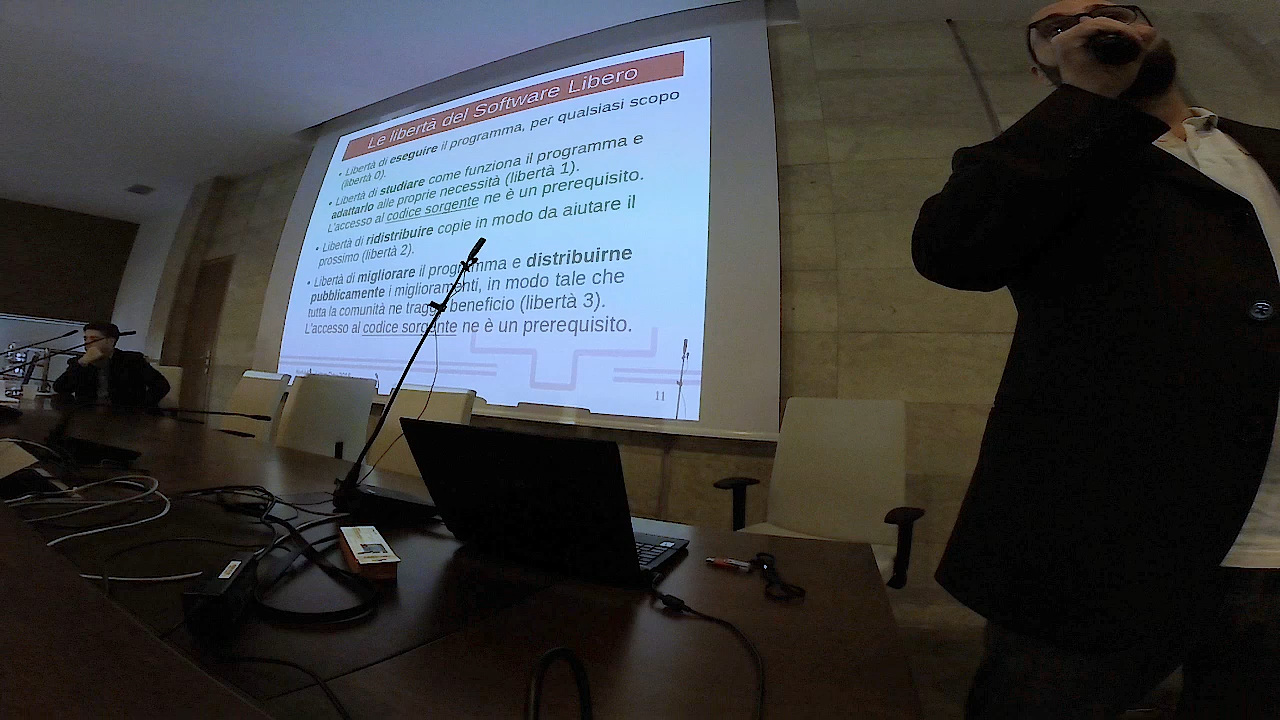 Le libertà del Software Libero
• Libertà di eseguire il programma, per qualsiasi scopo
(libertà 0).
• Libertà di studiare come funziona il programma e
adattarlo alle proprie necessità (libertà 1).
L'accesso al codice sorgente ne è un prerequisito.
• Libertà di ridistribuire copie in modo da aiutare il
prossimo (libertà 2).
• Libertà di migliorare il programma e distribuirne
pubblicamente i miglioramenti, in modo tale che
tutta la comunità ne tragga beneficio (libertà 3).
L'accesso al codice sorgente ne è un prerequisito.
11